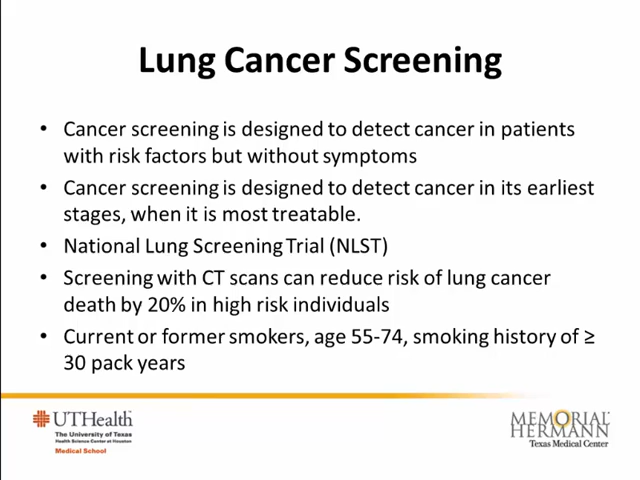 Lung Cancer Screening
• Cancer screening is designed to detect cancer in patients
with risk factors but without symptoms
• Cancer screening is designed to detect cancer in its earliest
stages, when it is most treatable.
• National Lung Screening Trial (NLST)
• Screening with CT scans can reduce risk of lung cancer
death by 20% in high risk individuals
• Current or former smokers, age 55-74, smoking history of ≥
30 pack years
UTHealth
The University of Texas
Health Science Center at Houston
Medical School
MEMORIAL
HERMANN
Texas Medical Center